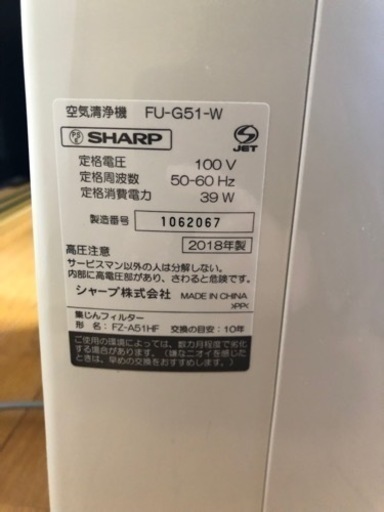 空気清浄機 FU-G51-W
SHARP
JET
定格電圧 100 V
定格周波数 50-60 Hz
定格消費電力 39 W
製造番号 1062067
2018年製
高圧注意
サービスマン以外の人は分解しない。
内部に高電圧部があり、さわると危険です。
シャープ株式会社 MADE IN CHINA
>PP<
集じんフィルター
形 名:FZ-A51HF 交換の目安:10年
ご使用の環境によっては、数カ月程度で劣化
する場合があります。(嫌なニオイを感じた
ときは、早めの交換をおすすめします。)